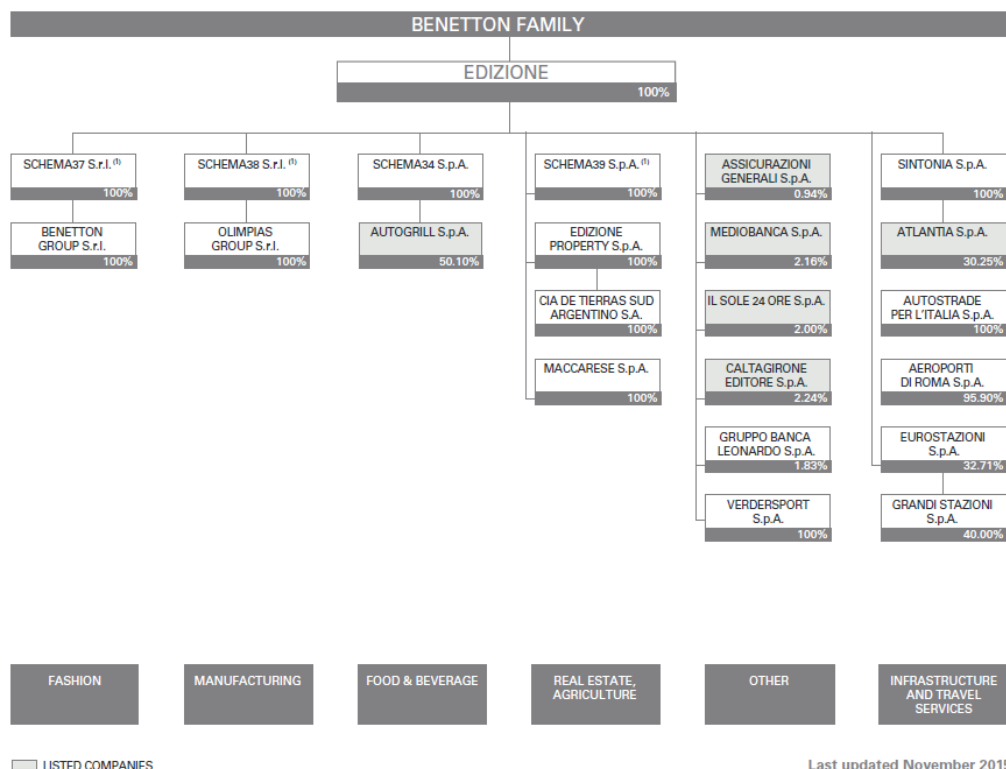 BENETTON FAMILY
EDIZIONE
100%
SCHEMA37 S.r.l. (1)
100%
BENETTON
GROUP S.r.l.
100%
SCHEMA38 S.r.l. (1)
100%
OLIMPIAS
GROUP S.r.l.
100%
SCHEMA34 S.p.A.
100%
AUTOGRILL S.p.A.
50.10%
SCHEMA39 S.p.A. (1)
100%
EDIZIONE
PROPERTY S.p.A.
100%
CIA DE TIERRAS SUD
ARGENTINO S.A.
100%
MACCARESE S.p.A.
100%
ASSICURAZIONI
GENERALI S.p.A.
0.94%
MEDIOBANCA S.p.A.
2.16%
IL SOLE 24 ORE S.p.A.
2.00%
CALTAGIRONE
EDITORE S.p.A.
2.24%
GRUPPO BANCA
LEONARDO S.p.A.
1.83%
VERDERSPORT
S.p.A.
100%
SINTONIA S.p.A.
100%
ATLANTIA S.p.A.
30.25%
AUTOSTRADE
PER L'ITALIA S.p.A.
100%
AEROPORTI
DI ROMA S.p.A.
95.90%
EUROSTAZIONI
S.p.A.
32.71%
GRANDI STAZIONI
S.p.A.
40.00%
FASHION
MANUFACTURING
FOOD & BEVERAGE
REAL ESTATE,
AGRICULTURE
OTHER
INFRASTRUCTURE
AND TRAVEL
SERVICES
LISTED COMPANIES
Last updated November 2015